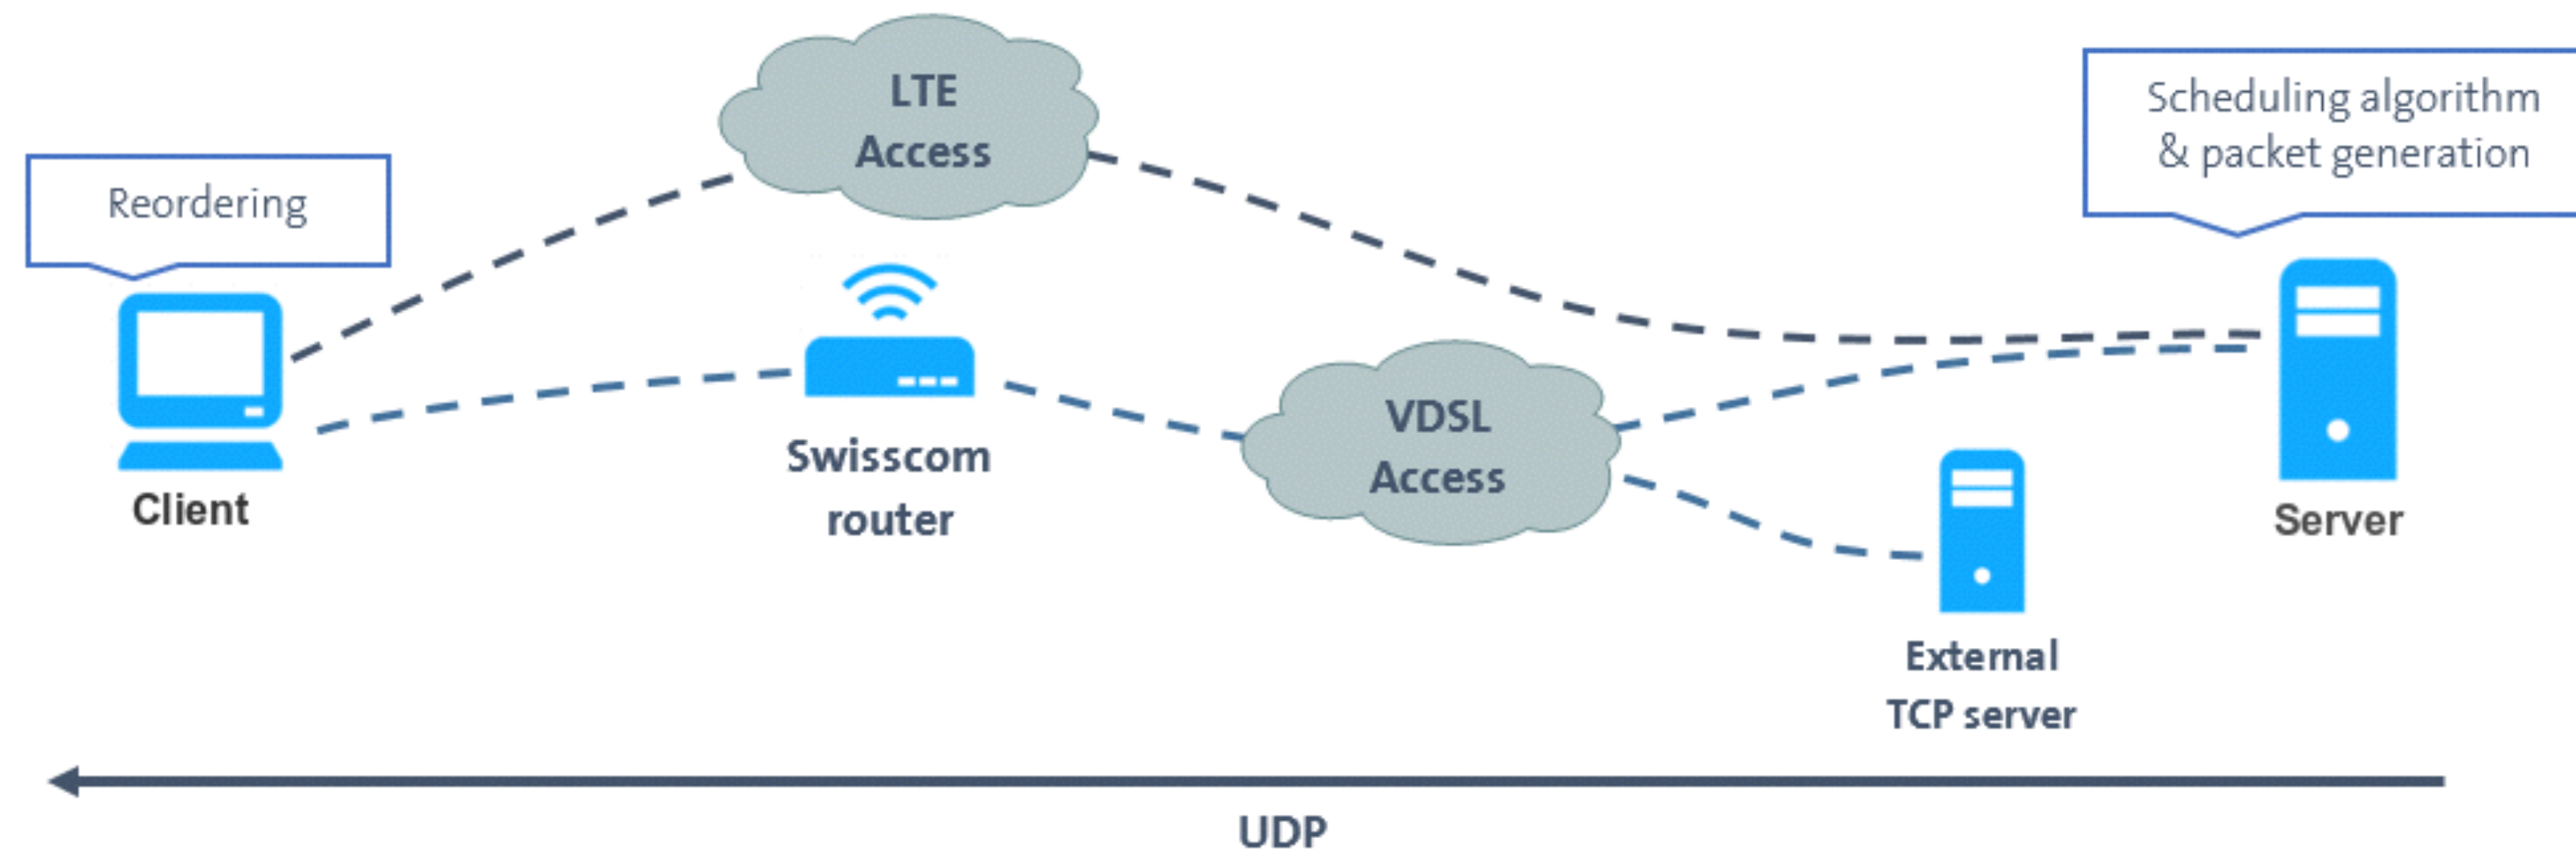 LTE
Access
Scheduling algorithm
& packet generation
Reordering
Client
Swisscom
router
VDSL
Access
Server
External
TCP server
UDP